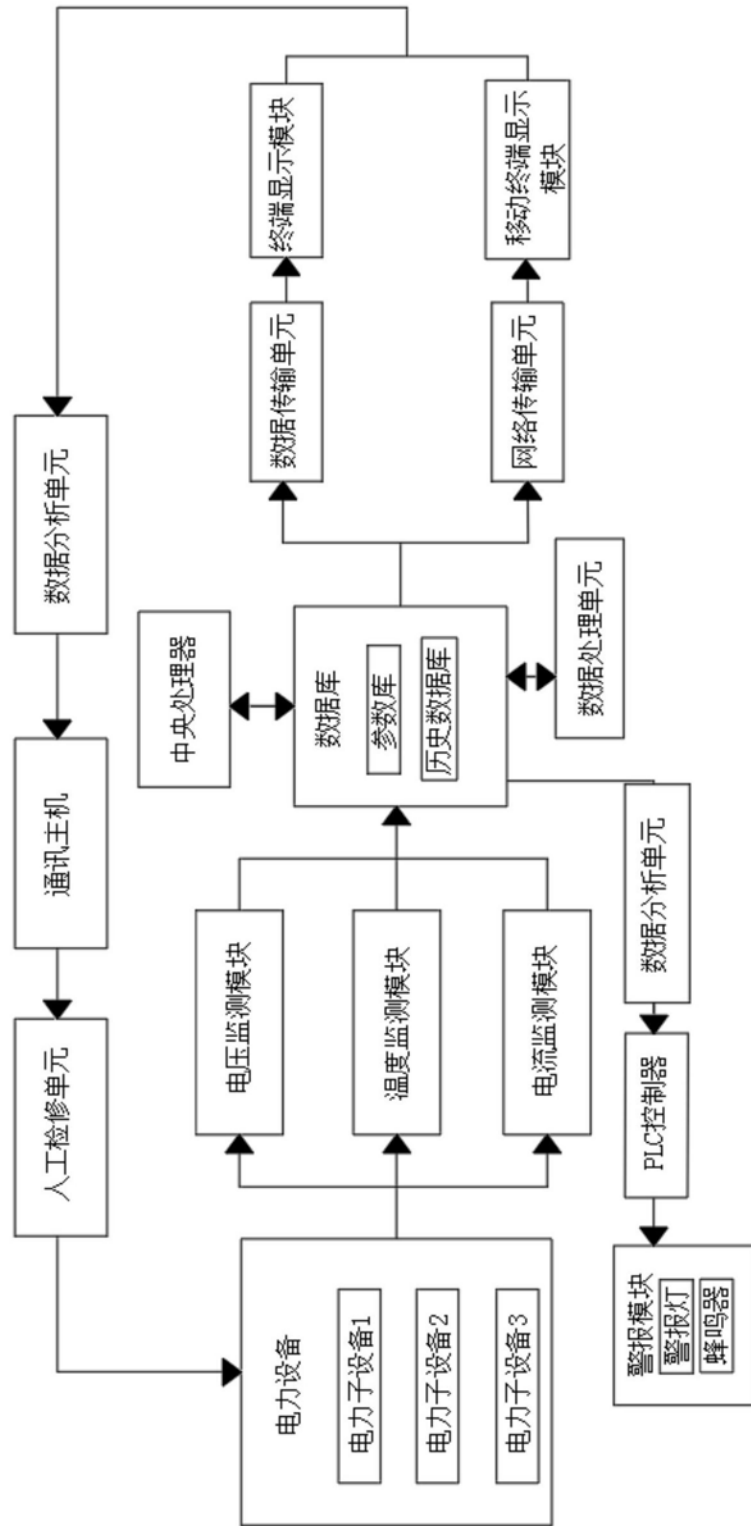 人工检修单元
通讯主机
数据分析单元
电力设备
电力子设备1
电力子设备2
电力子设备3
电压监测模块
温度监测模块
电流监测模块
中央处理器
数据库
参数库
历史数据库
数据处理单元
数据传输单元
网络传输单元
终端显示模块
移动终端显示
模块
警报模块
警报灯
蜂鸣器
PLC控制器
数据分析单元